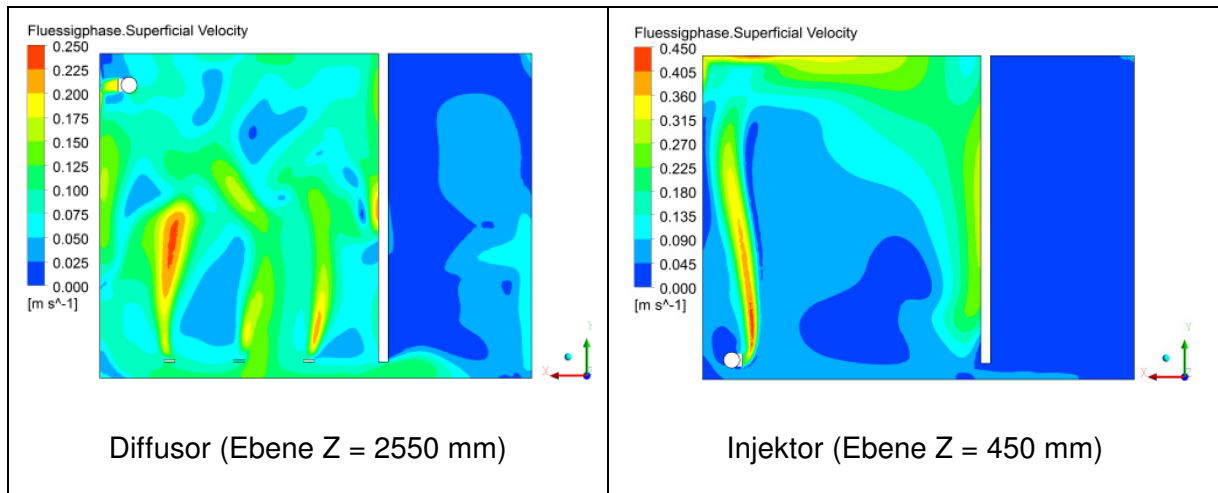 Fluessigphase.Superficial Velocity
0.250
0.225
0.200
0.175
0.150
0.125
0.100
0.075
0.050
0.025
0.000
[m s^-1]
X
Y
Z
Diffusor (Ebene Z = 2550 mm)
Fluessigphase.Superficial Velocity
0.450
0.405
0.360
0.315
0.270
0.225
0.180
0.135
0.090
0.045
0.000
[m s^-1]
X
Y
Z
Injektor (Ebene Z = 450 mm)